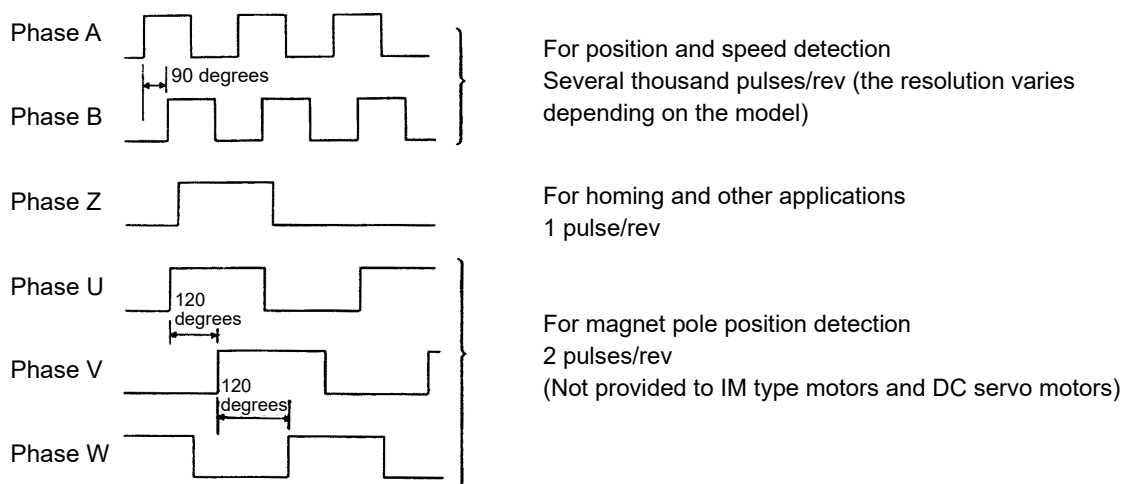 Phase A
90 degrees
Phase B
For position and speed detection
Several thousand pulses/rev (the resolution varies
depending on the model)
Phase Z
For homing and other applications
1 pulse/rev
Phase U
120
degrees
Phase V
120
degrees
Phase W
For magnet pole position detection
2 pulses/rev
(Not provided to IM type motors and DC servo motors)